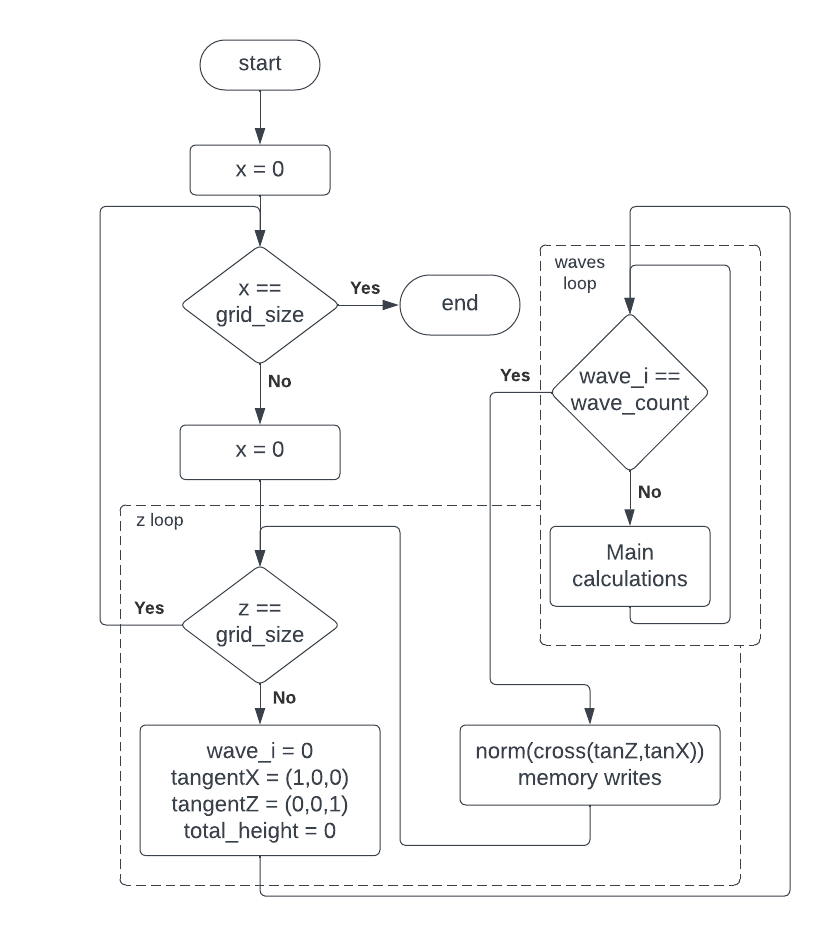 start
x = 0
x ==
grid_size
Yes
end
No
x = 0
z loop
z ==
grid_size
Yes
No
wave_i = 0
tangentX = (1,0,0)
tangentZ = (0,0,1)
total_height = 0
waves
loop
wave_i ==
wave_count
Yes
No
Main
calculations
norm(cross(tanZ,tanX))
memory writes